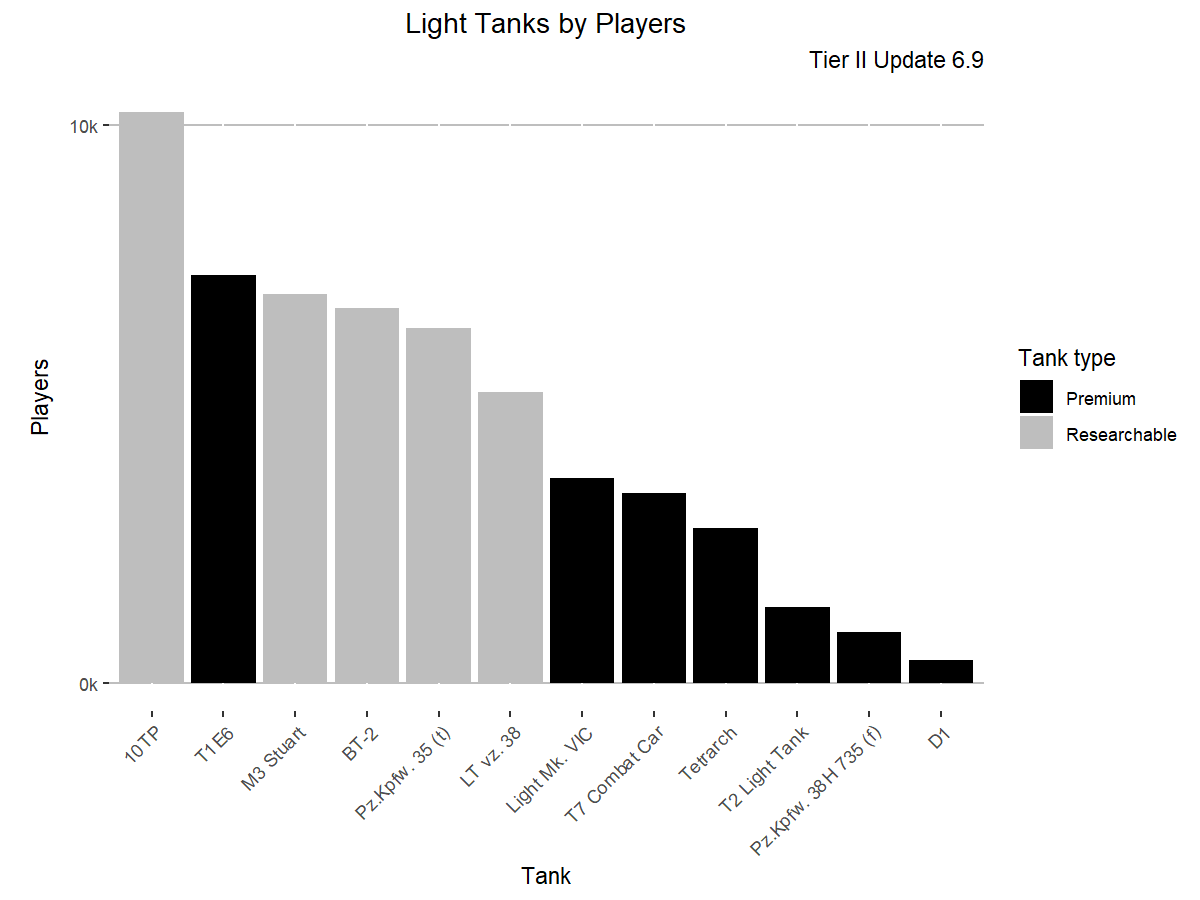 Light Tanks by Players
Tier II Update 6.9
10k
0k
Players
10TP
T1E6
M3 Stuart
BT-2
Pz.Kpfw. 35 (t)
LT vz. 38
Light Mk. VIC
T7 Combat Car
Tetrarch
T2 Light Tank
Pz.Kpfw. 38H 735 (f)
D1
Tank
Tank type
Premium
Researchable